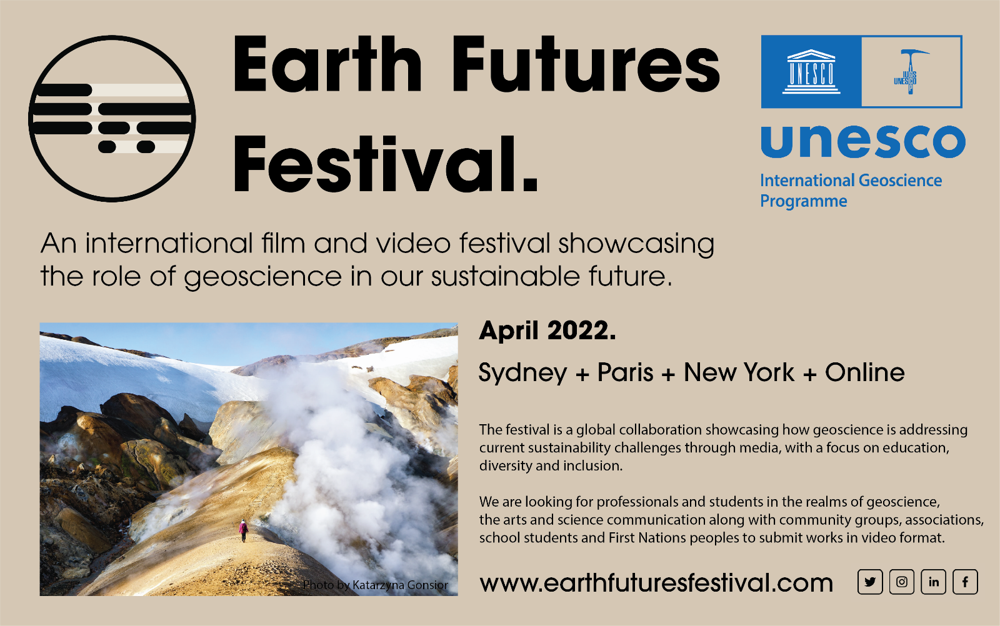 Earth Futures
Festival.
UNESCO
IUGS
UNESCO
IGCP
unesco
International Geoscience
Programme
An international film and video festival showcasing
the role of geoscience in our sustainable future.
April 2022.
Sydney + Paris + New York + Online
The festival is a global collaboration showcasing how geoscience is addressing
current sustainability challenges through media, with a focus on education,
diversity and inclusion.
We are looking for professionals and students in the realms of geoscience,
the arts and science communication along with community groups, associations,
school students and First Nations peoples to submit works in video format.
Photo by Katarzyna Gonsior
www.earthfuturesfestival.com
in
f